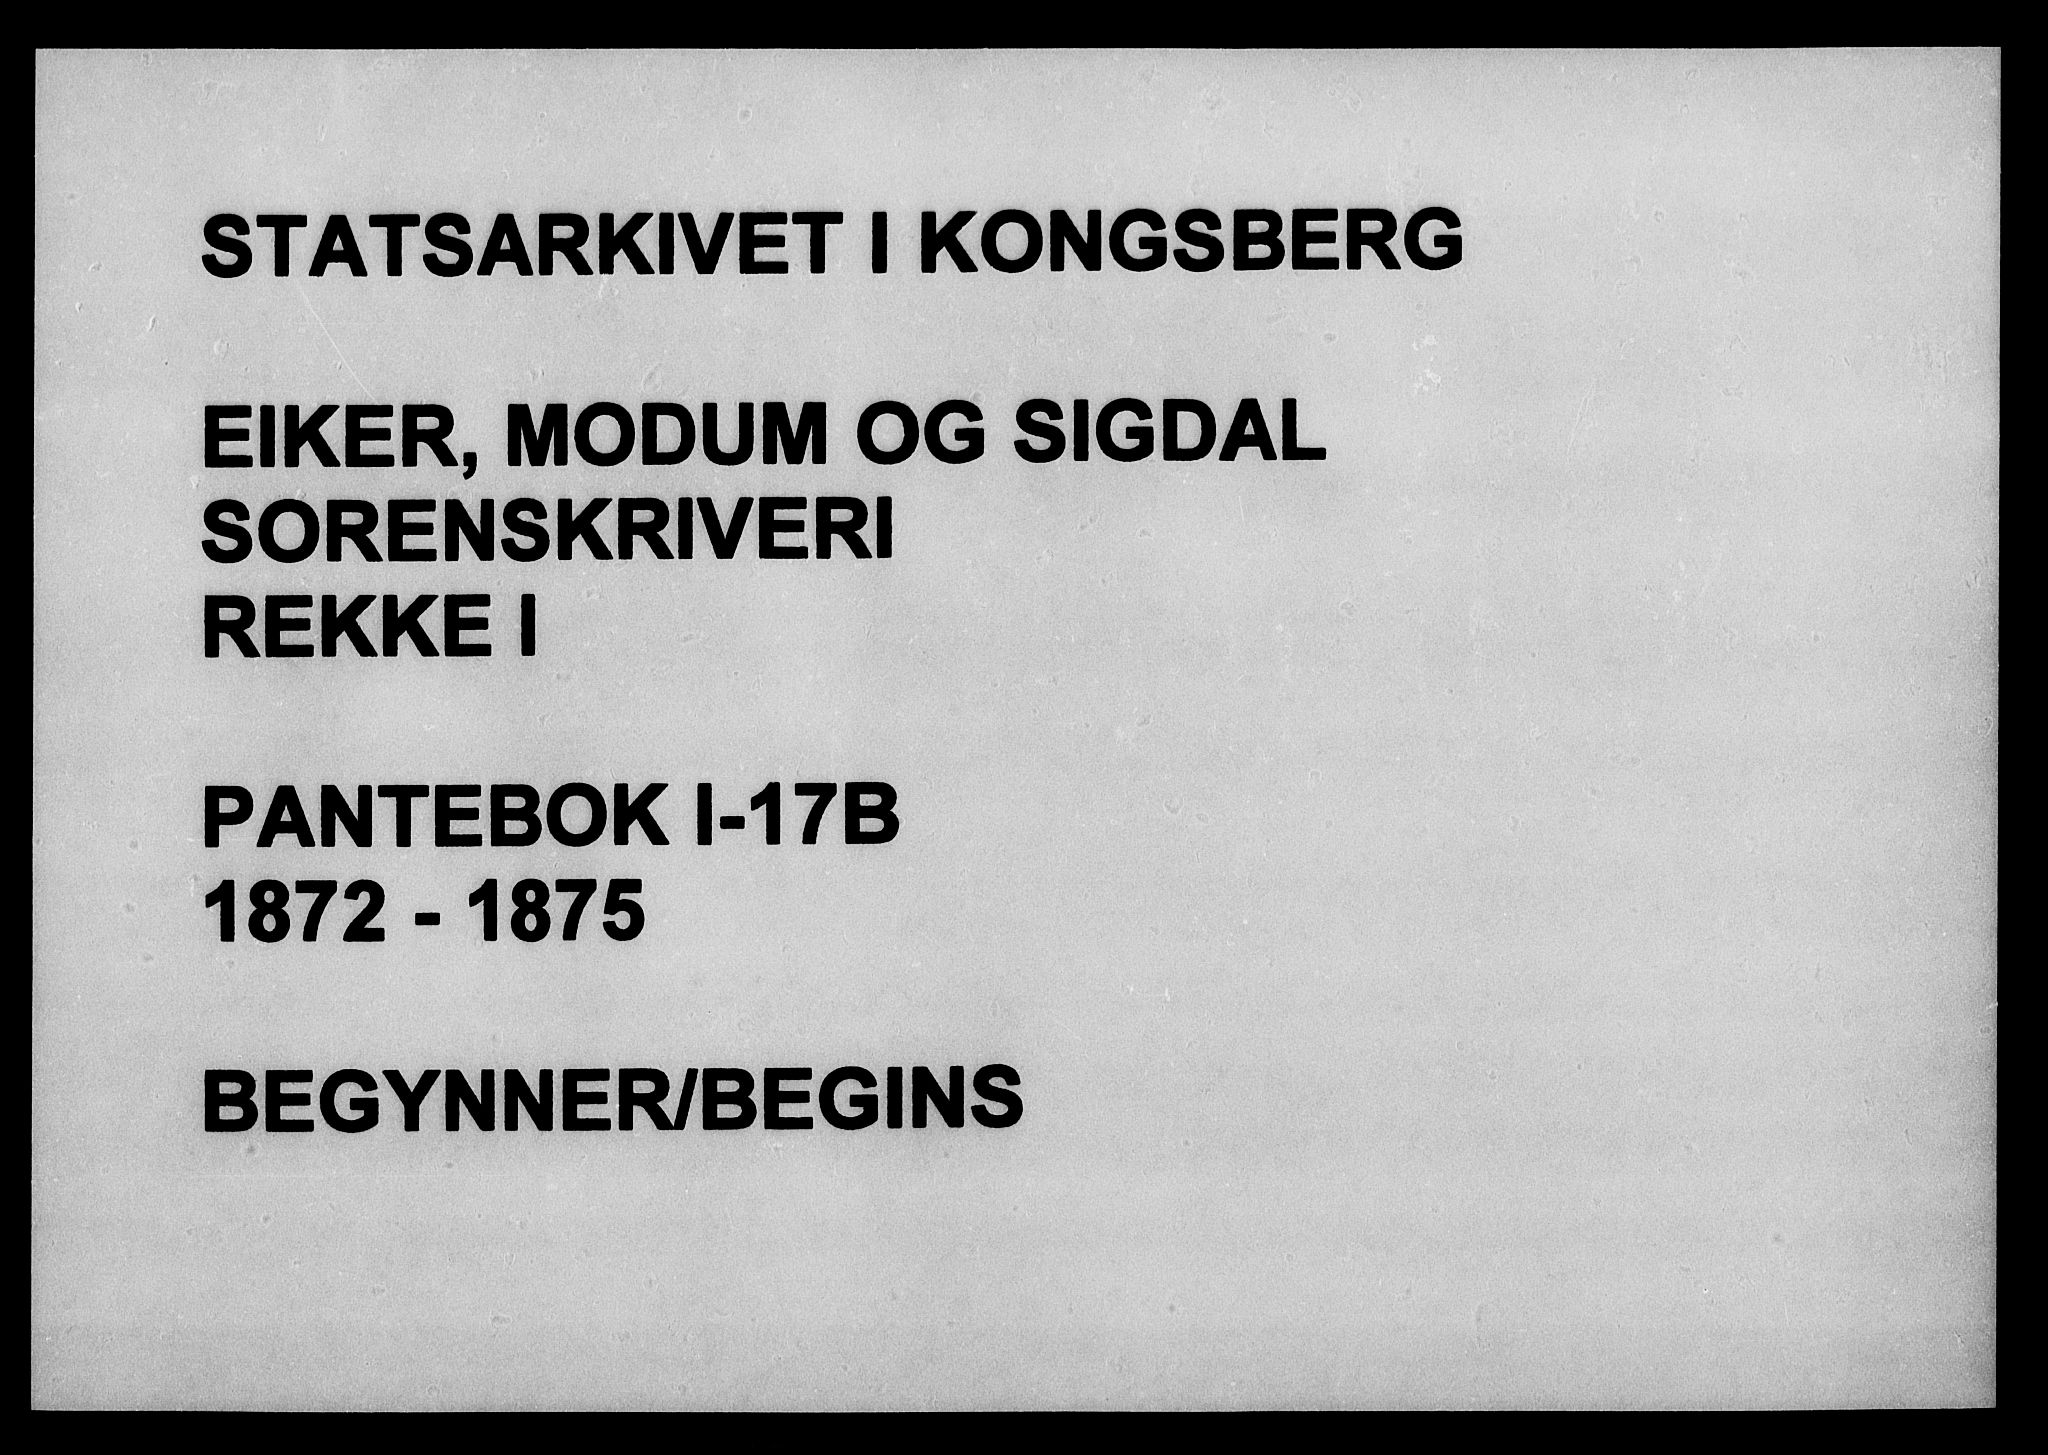 STATSARKIVET I KONGSBERG
EIKER, MODUM OG SIGDAL
SORENSKRIVERI
REKKE I
PANTEBOK I-17B
1872 - 1875
BEGYNNER/BEGINS